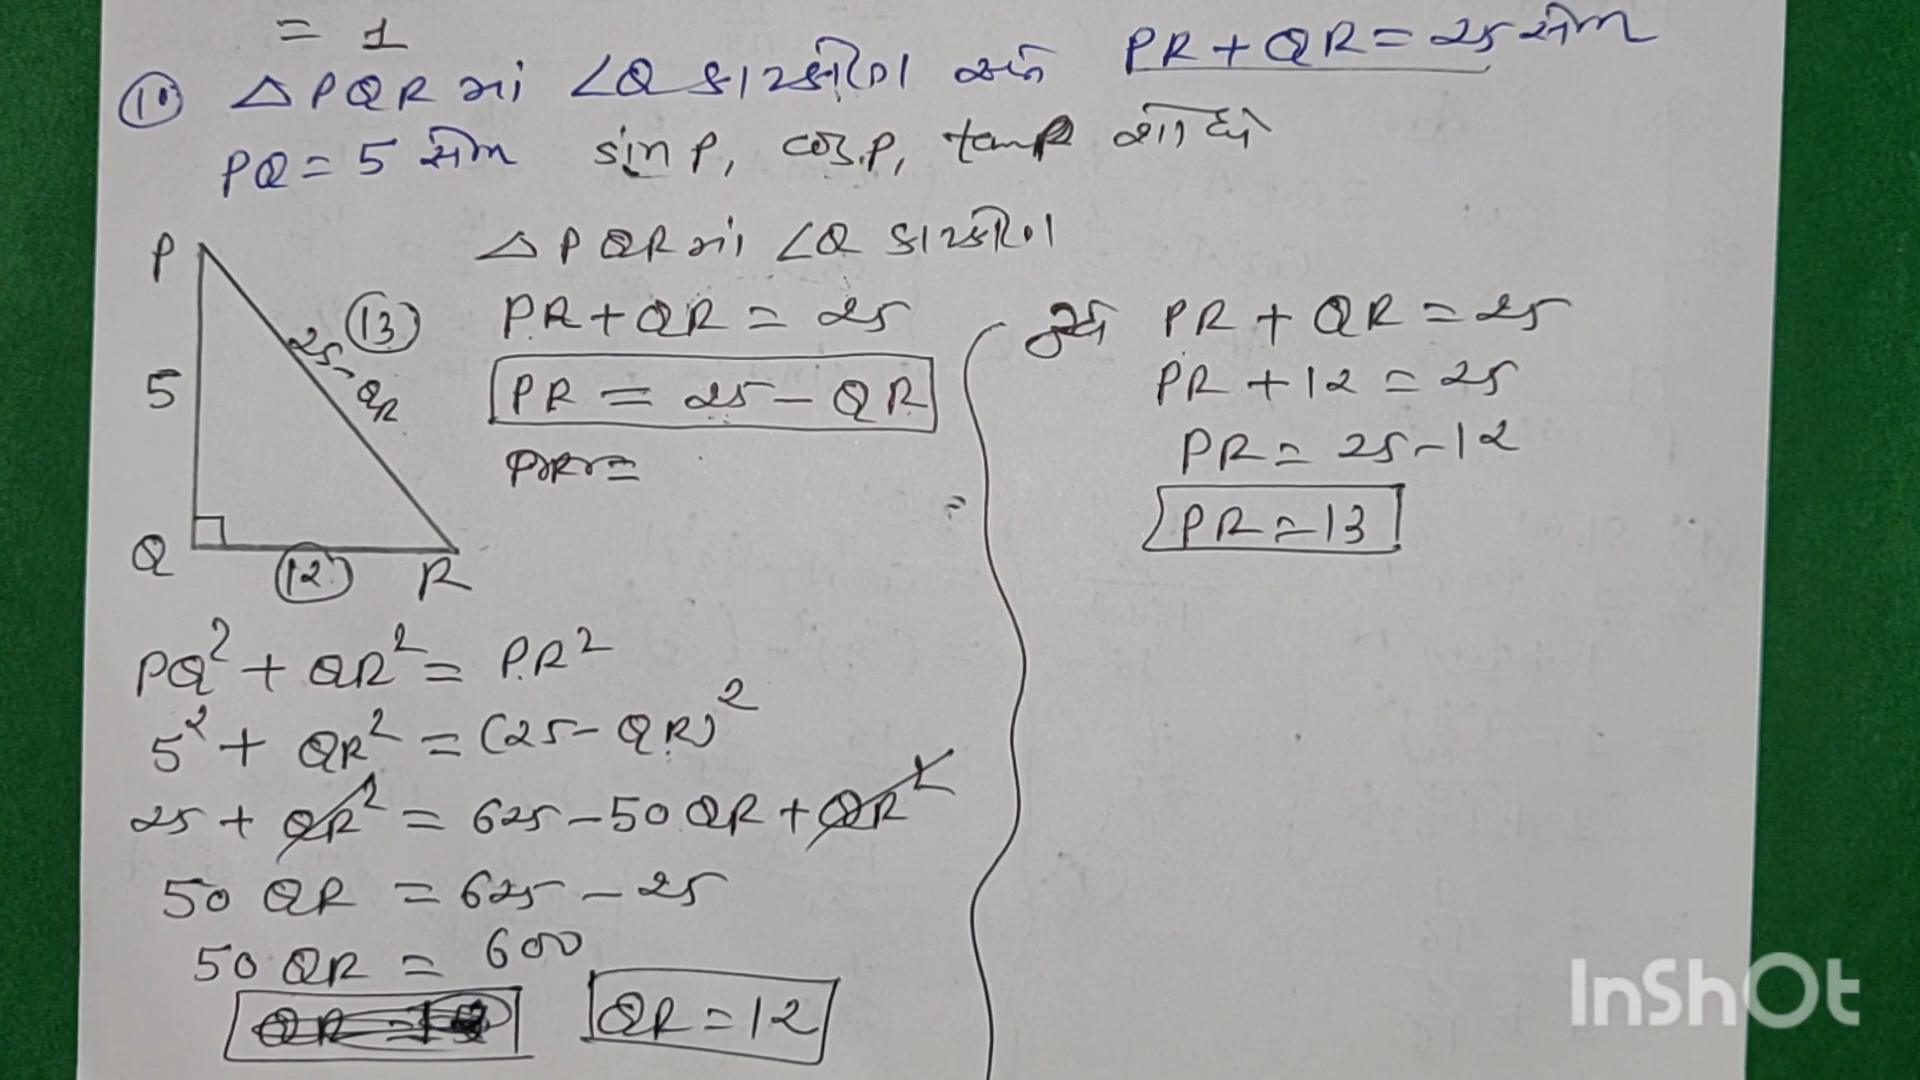 = 1
(10) △PQR માં ∠Q કાટકોણ અને PR + QR = 25 સેમી
PQ = 5 સેમી sin P, cos P, tan P શોધો
△PQR માં ∠Q કાટકોણ
P
5
Q
R
(13)
25-QR
(12)
PR + QR = 25
PR = 25 - QR
PQ² + QR² = PR²
5² + QR² = (25 - QR)²
25 + QR² = 625 - 50 QR + QR²
50 QR = 625 - 25
50 QR = 600
QR = 12
હવે PR + QR = 25
PR + 12 = 25
PR = 25 - 12
PR = 13
InShOt